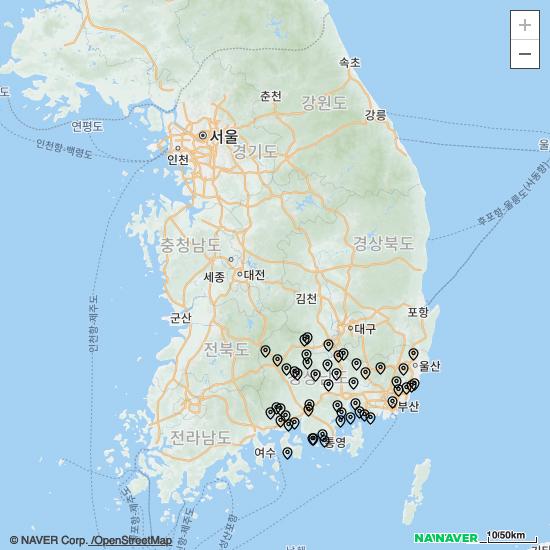 +
−
속초
춘천
강원도
강릉
도
연평도
서울
인천
경기도
인천항-백령도
울
후포항-울릉도(사동항)
충청남도
경상북도
세종
대전
김천
인천항-제주도
군산
포항
대구
전북도
울산
부산
전라남도
통영
여수
© NAVER Corp. /OpenStreetMap
NAVER
10/50km